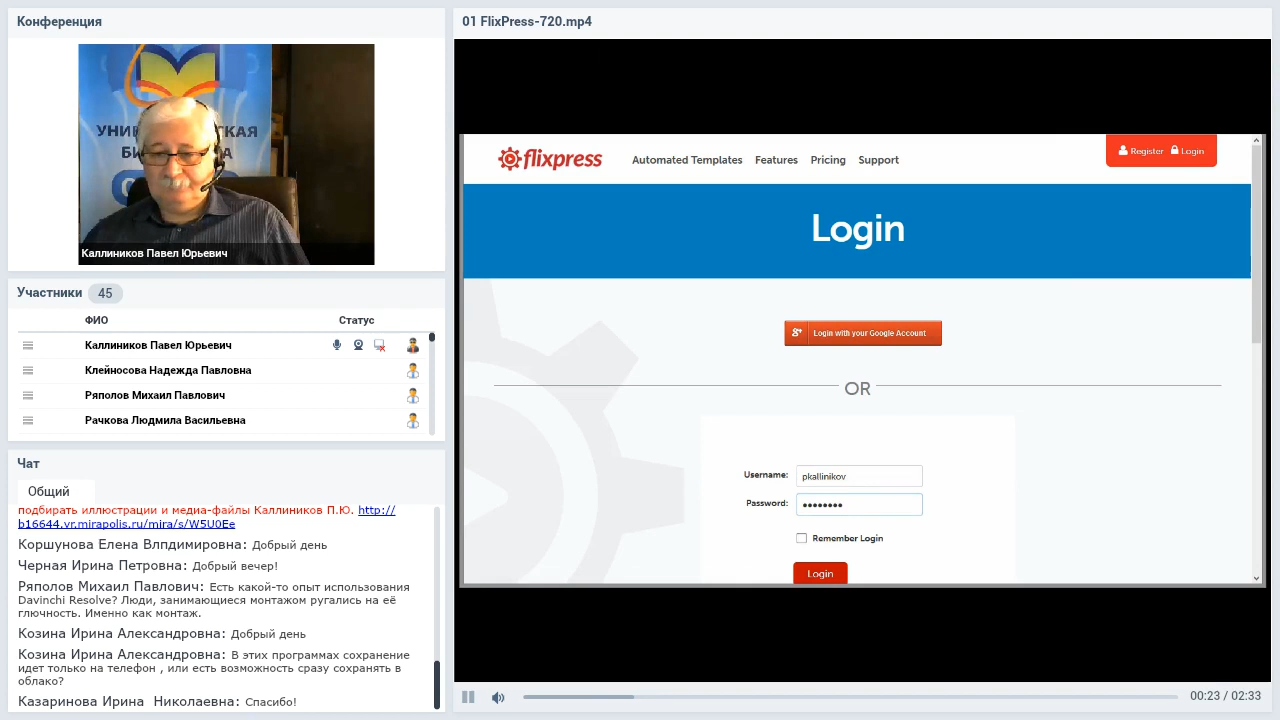 Конференция
УНИ СКАЯ
БИ А
Каллиников Павел Юрьевич
Участники 45
ФИО Статус
Каллиников Павел Юрьевич
Клейносова Надежда Павловна
Ряполов Михаил Павлович
Рачкова Людмила Васильевна
Чат
Общий
подбирать иллюстрации и медиа-файлы Каллиников П.Ю. http://
b16644.vr.mirapolis.ru/mira/s/W5U0Ee
Коршунова Елена Влпдимировна: Добрый день
Черная Ирина Петровна: Добрый вечер!
Ряполов Михаил Павлович: Есть какой-то опыт использования
Davinchi Resolve? Люди, занимающиеся монтажом ругались на её
глючность. Именно как монтаж.
Козина Ирина Александровна: Добрый день
Козина Ирина Александровна: В этих программах сохранение
идет только на телефон , или есть возможность сразу сохранять в
облако?
Казаринова Ирина Николаевна: Спасибо!
01 FlixPress-720.mp4
flixpress Automated Templates Features Pricing Support Register Login
Login
Login with your Google Account
OR
Username: pkallinikov
Password: ••••••••
Remember Login
Login
00:23 / 02:33